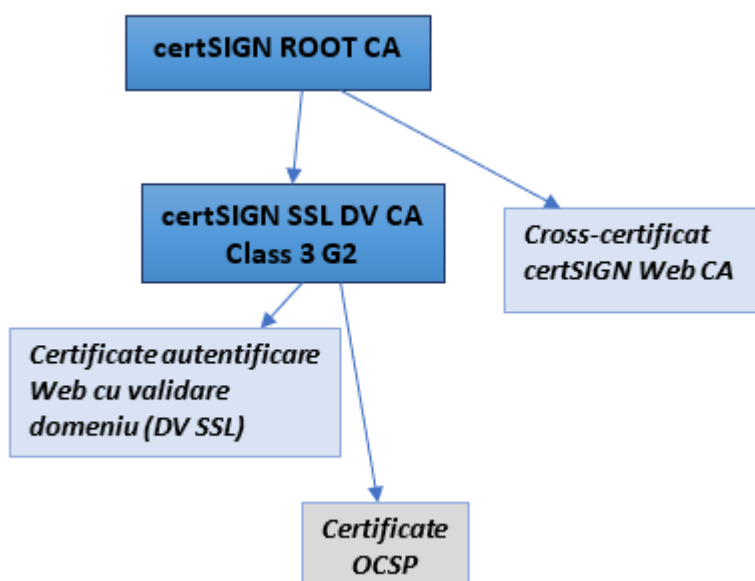 certSIGN ROOT CA
certSIGN SSL DV CA
Class 3 G2
Cross-certificat
certSIGN Web CA
Certificate autentificare
Web cu validare
domeniu (DV SSL)
Certificate
OCSP